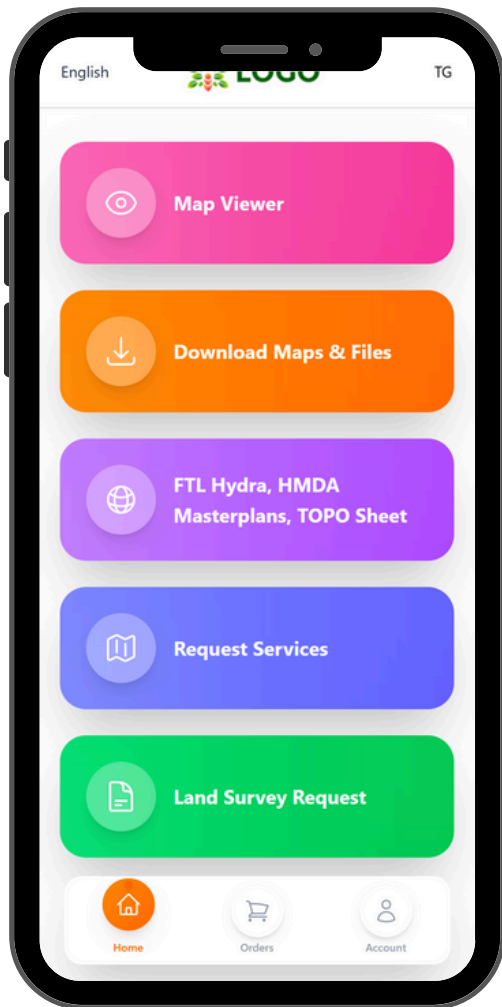 English
LOGO
TG
Map Viewer
Download Maps & Files
FTL Hydra, HMDA
Masterplans, TOPO Sheet
Request Services
Land Survey Request
Home
Orders
Account